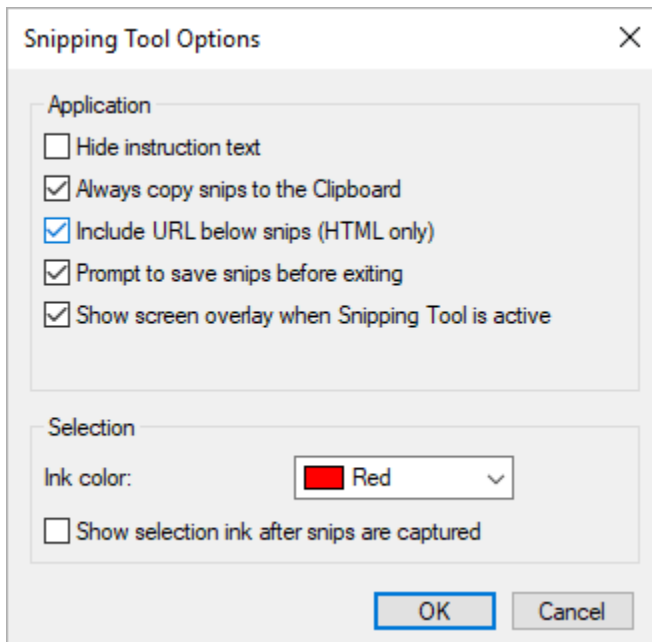 Snipping Tool Options
Application
Hide instruction text
Always copy snips to the Clipboard
Include URL below snips (HTML only)
Prompt to save snips before exiting
Show screen overlay when Snipping Tool is active
Selection
Ink color: Red
Show selection ink after snips are captured
OK Cancel